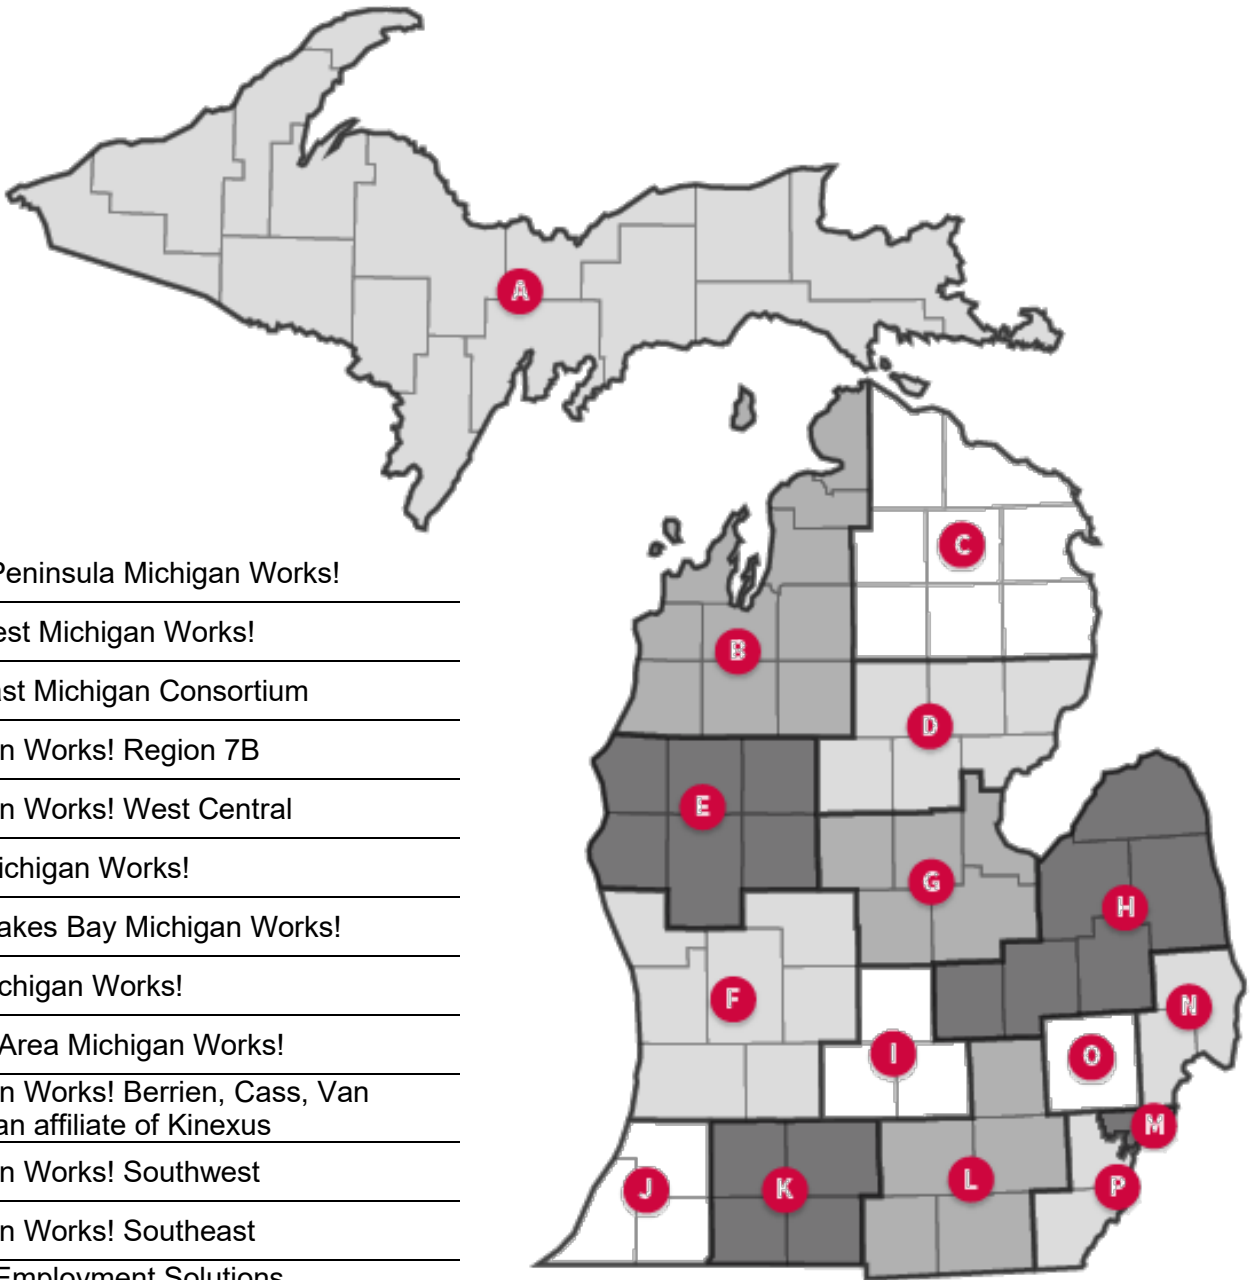 A
Peninsula Michigan Works!
C
est Michigan Works!
B
ast Michigan Consortium
D
n Works! Region 7B
E
n Works! West Central
ichigan Works!
G
H
akes Bay Michigan Works!
F
N
chigan Works!
I
O
Area Michigan Works!
n Works! Berrien, Cass, Van
an affiliate of Kinexus
M
n Works! Southwest
J
K
L
P
n Works! Southeast
Employment Solutions